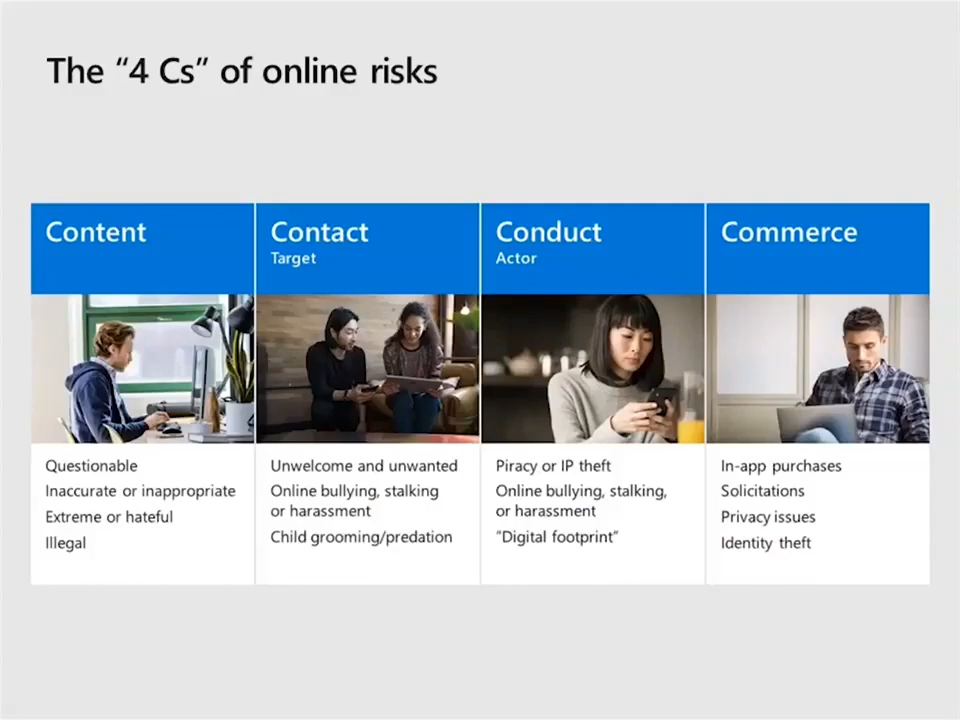 The “4 Cs” of online risks
Content
Contact
Target
Conduct
Actor
Commerce
Questionable
Inaccurate or inappropriate
Extreme or hateful
Illegal
Unwelcome and unwanted
Online bullying, stalking
or harassment
Child grooming/predation
Piracy or IP theft
Online bullying, stalking,
or harassment
“Digital footprint”
In-app purchases
Solicitations
Privacy issues
Identity theft